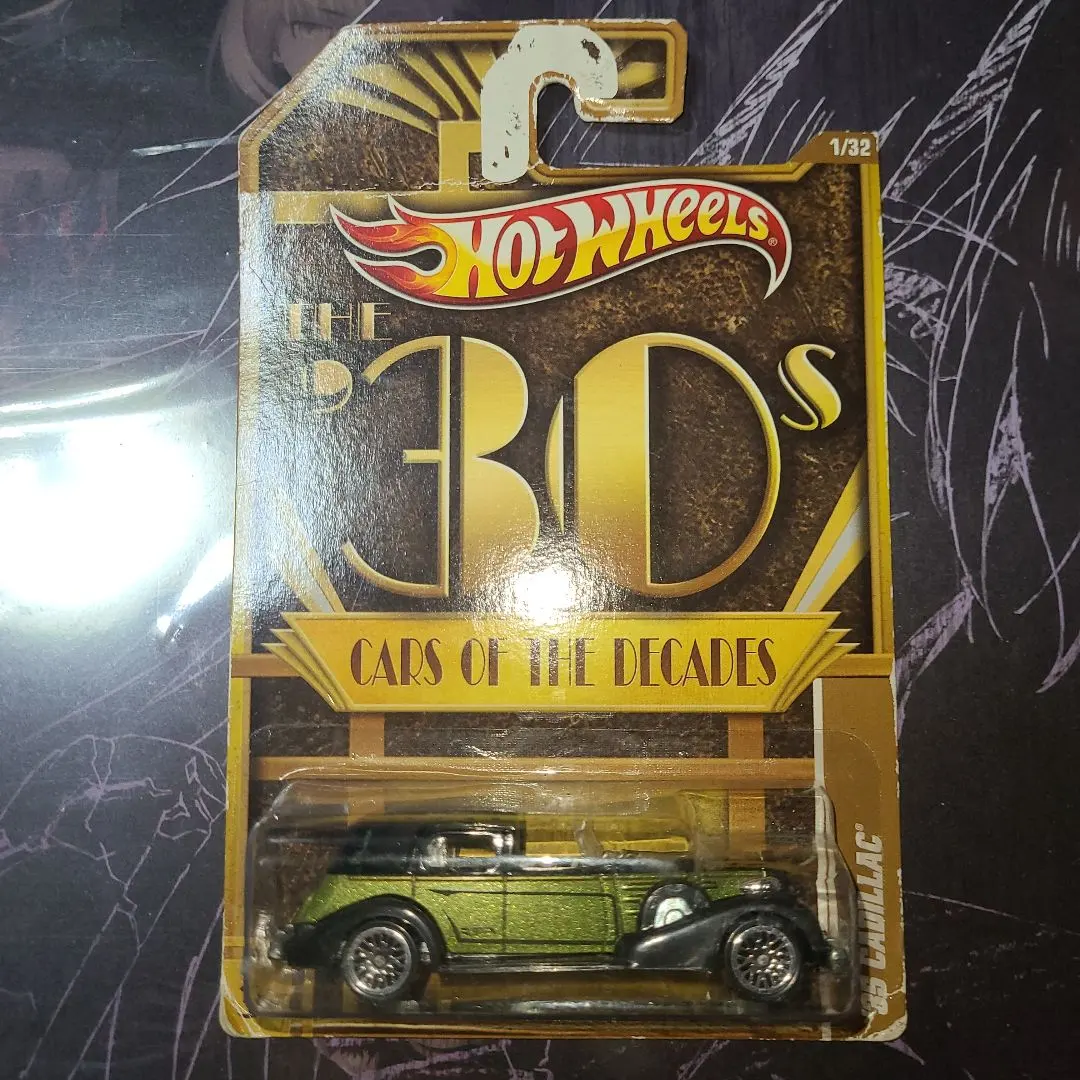 1/32
HOT WHEELS®
THE
'30s
CARS OF THE DECADES
35 CADILLAC®